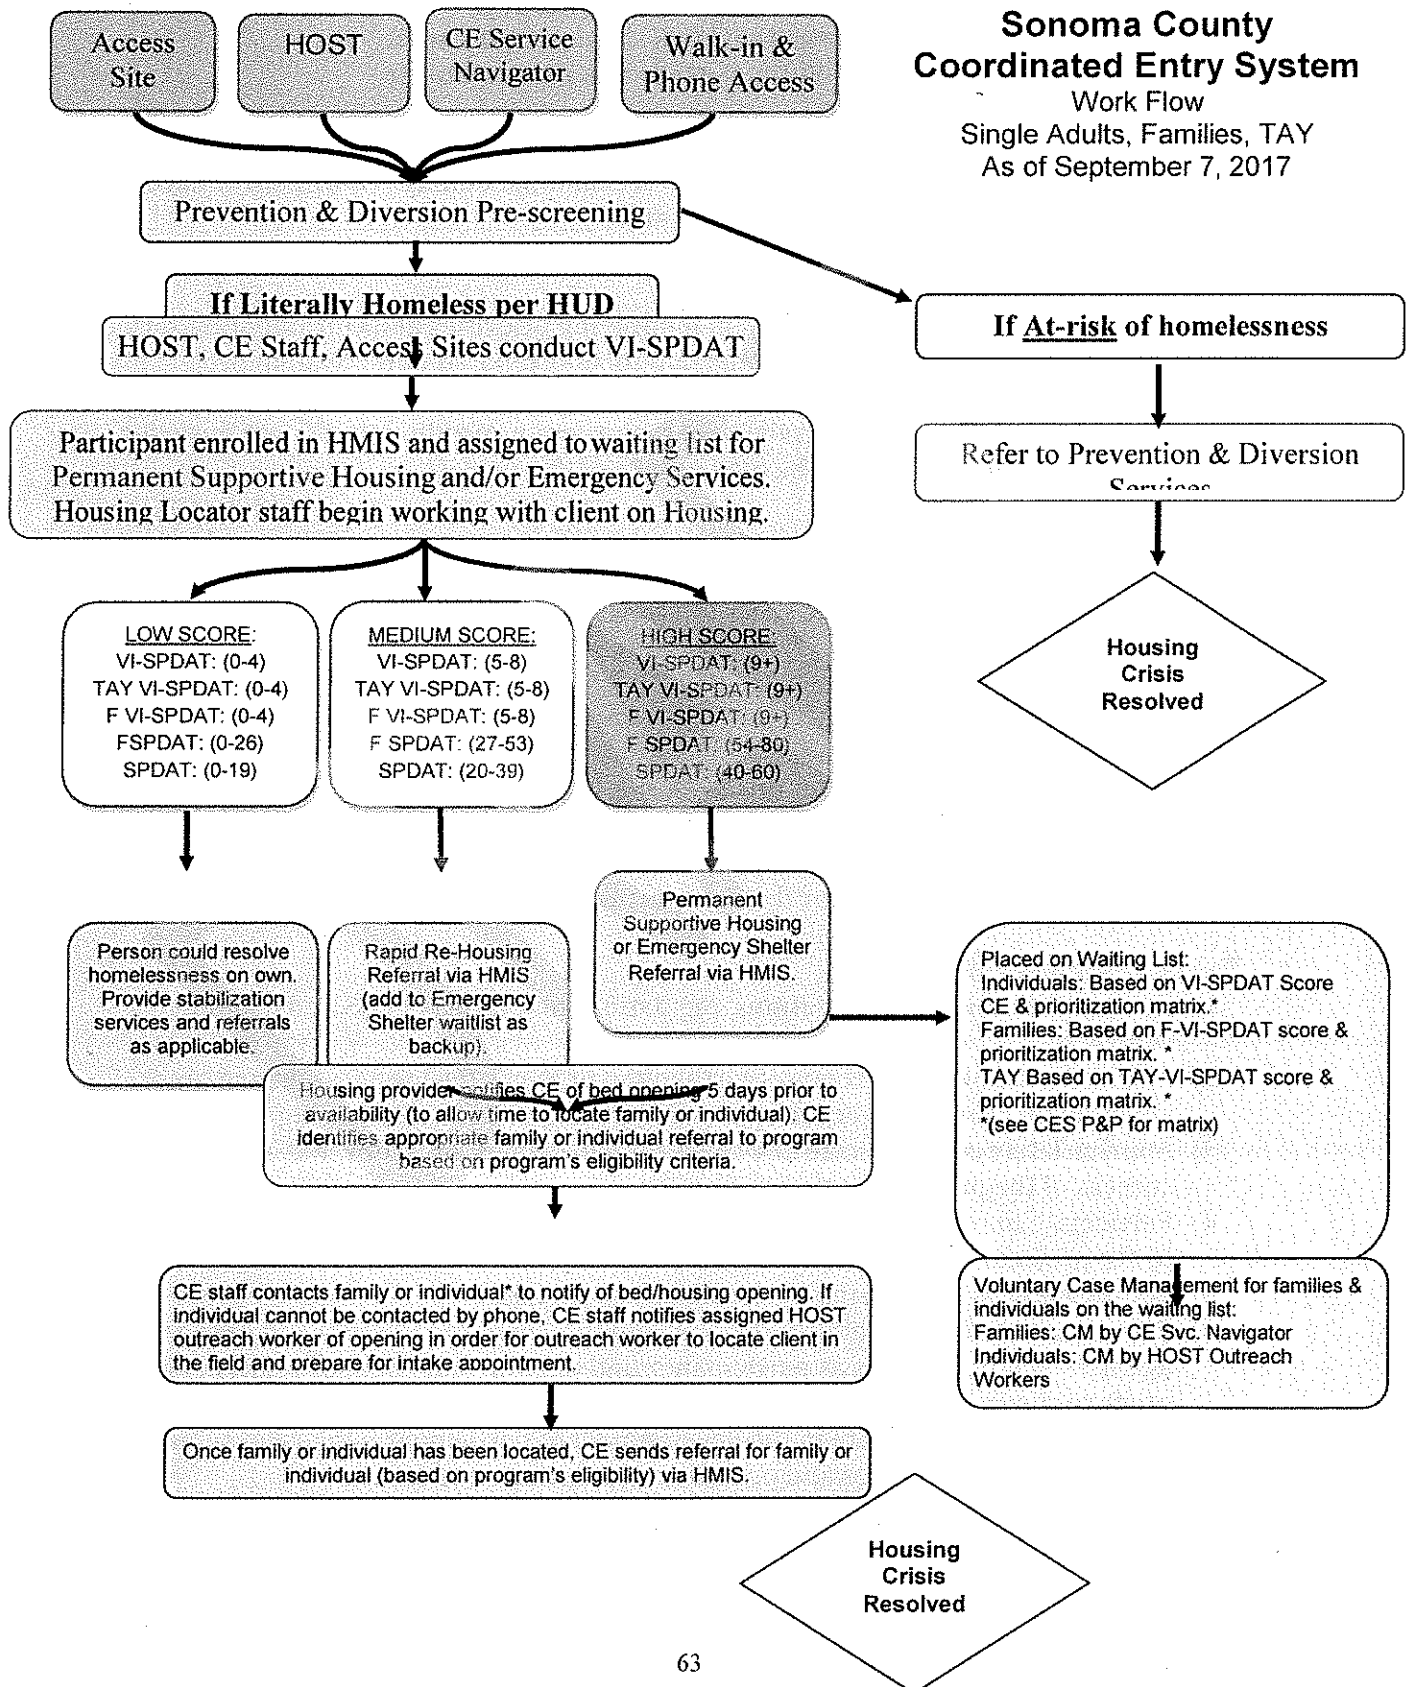 Sonoma County
Coordinated Entry System
Work Flow
Single Adults, Families, TAY
As of September 7, 2017
Access
Site
HOST
CE Service
Navigator
Walk-in &
Phone Access
Prevention & Diversion Pre-screening
If Literally Homeless per HUD
HOST, CE Staff, Access Sites conduct VI-SPDAT
If At-risk of homelessness
Participant enrolled in HMIS and assigned to waiting list for
Permanent Supportive Housing and/or Emergency Services.
Housing Locator staff begin working with client on Housing.
Refer to Prevention & Diversion
Services
Housing
Crisis
Resolved
LOW SCORE:
VI-SPDAT: (0-4)
TAY VI-SPDAT: (0-4)
F VI-SPDAT: (0-4)
FSPDAT: (0-26)
SPDAT: (0-19)
MEDIUM SCORE:
VI-SPDAT: (5-8)
TAY VI-SPDAT: (5-8)
F VI-SPDAT: (5-8)
F SPDAT: (27-53)
SPDAT: (20-39)
HIGH SCORE:
VI-SPDAT: (9+)
TAY VI-SPDAT: (9+)
F VI-SPDAT: (9+)
F SPDAT: (54-80)
SPDAT: (40-60)
Person could resolve
homelessness on own.
Provide stabilization
services and referrals
as applicable.
Rapid Re-Housing
Referral via HMIS
(add to Emergency
Shelter waitlist as
backup).
Permanent
Supportive Housing
or Emergency Shelter
Referral via HMIS.
Placed on Waiting List:
Individuals: Based on VI-SPDAT Score
CE & prioritization matrix.*
Families: Based on F-VI-SPDAT score &
prioritization matrix. *
TAY Based on TAY-VI-SPDAT score &
prioritization matrix. *
*(see CES P&P for matrix)
Housing provider notifies CE of bed opening 5 days prior to
availability (to allow time to locate family or individual). CE
identifies appropriate family or individual referral to program
based on program's eligibility criteria.
Voluntary Case Management for families &
individuals on the waiting list:
Families: CM by CE Svc. Navigator
Individuals: CM by HOST Outreach
Workers
CE staff contacts family or individual* to notify of bed/housing opening. If
individual cannot be contacted by phone, CE staff notifies assigned HOST
outreach worker of opening in order for outreach worker to locate client in
the field and prepare for intake appointment.
Once family or individual has been located, CE sends referral for family or
individual (based on program's eligibility) via HMIS.
Housing
Crisis
Resolved
63